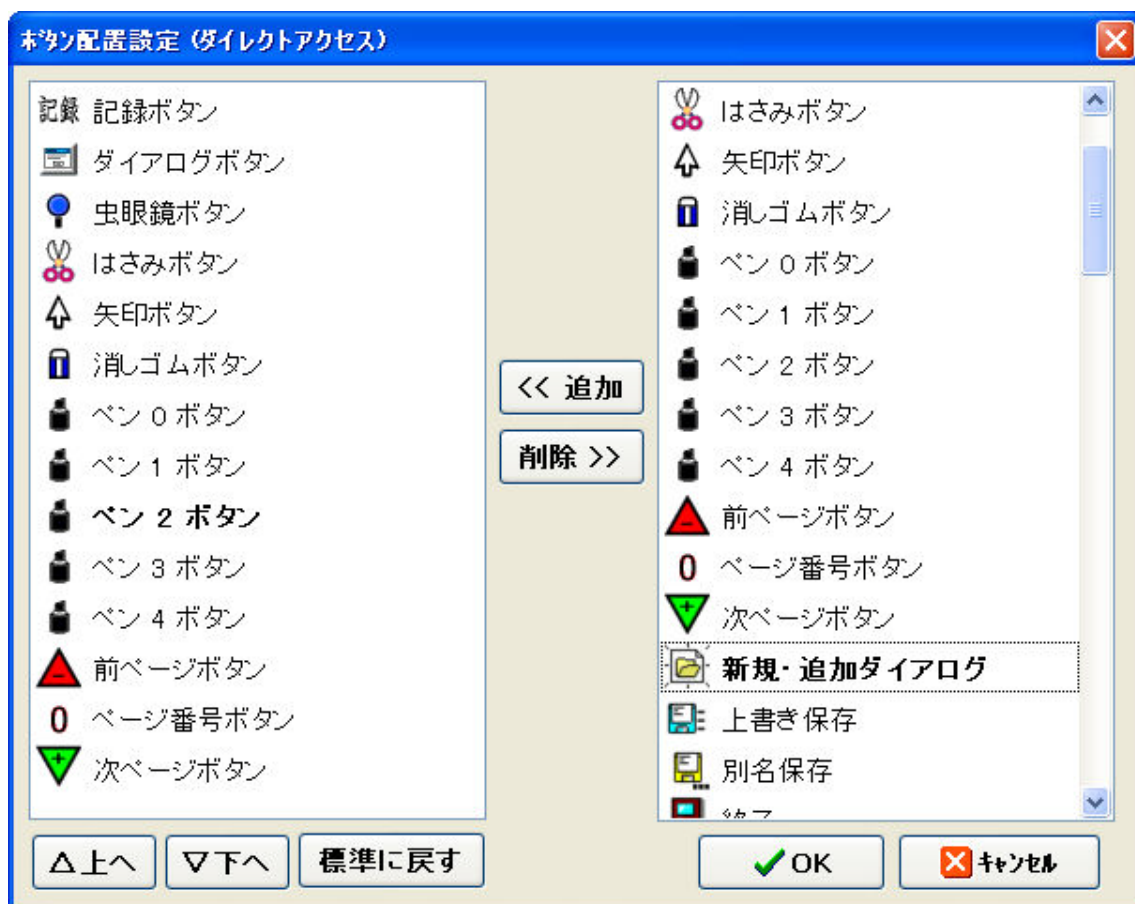 ボタン配置設定（ダイレクトアクセス）
記録 記録ボタン
ダイアログボタン
虫眼鏡ボタン
はさみボタン
矢印ボタン
消しゴムボタン
ペン 0 ボタン
ペン 1 ボタン
ペン 2 ボタン
ペン 3 ボタン
ペン 4 ボタン
前ページボタン
0 ページ番号ボタン
次ページボタン
<< 追加
削除 >>
はさみボタン
矢印ボタン
消しゴムボタン
ペン 0 ボタン
ペン 1 ボタン
ペン 2 ボタン
ペン 3 ボタン
ペン 4 ボタン
前ページボタン
0 ページ番号ボタン
次ページボタン
新規・追加ダイアログ
上書き保存
別名保存
△上へ
▽下へ
標準に戻す
OK
キャンセル